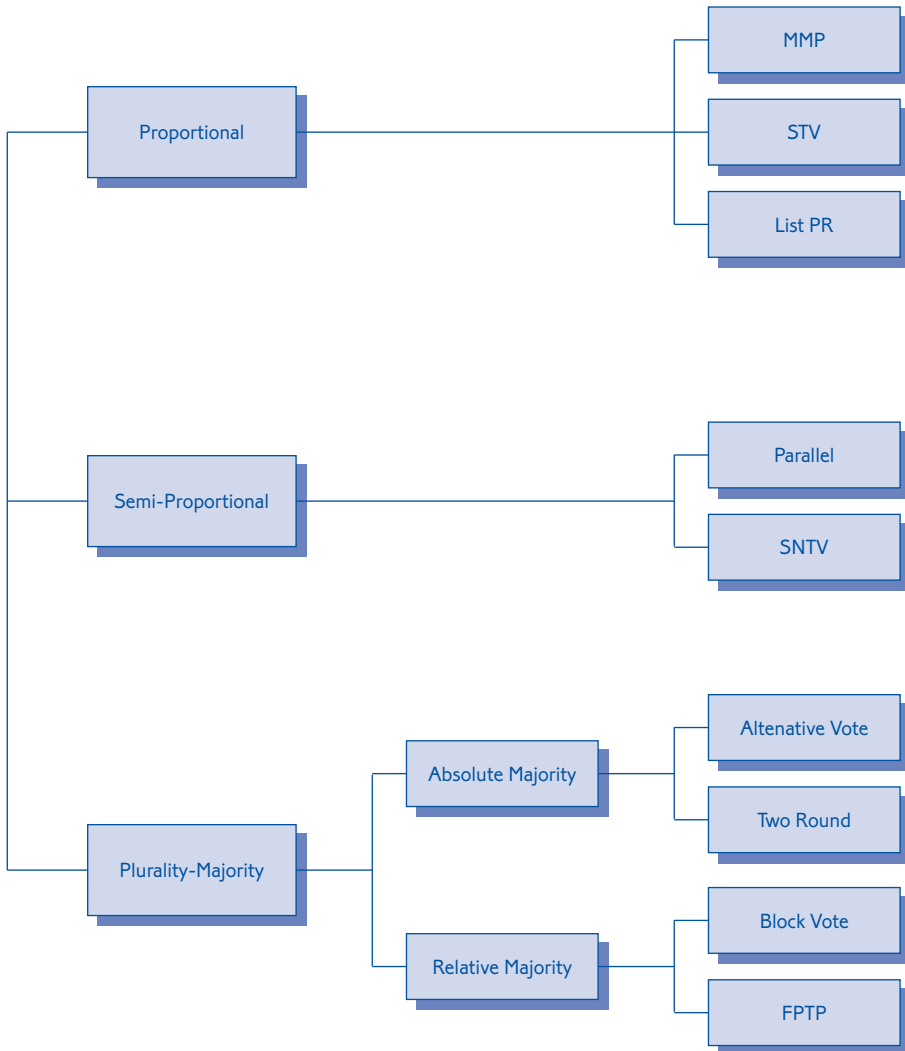 MMP
Proportional
STV
List PR
Parallel
Semi-Proportional
SNTV
Altenative Vote
Absolute Majority
Two Round
Plurality-Majority
Block Vote
Relative Majority
FPTP